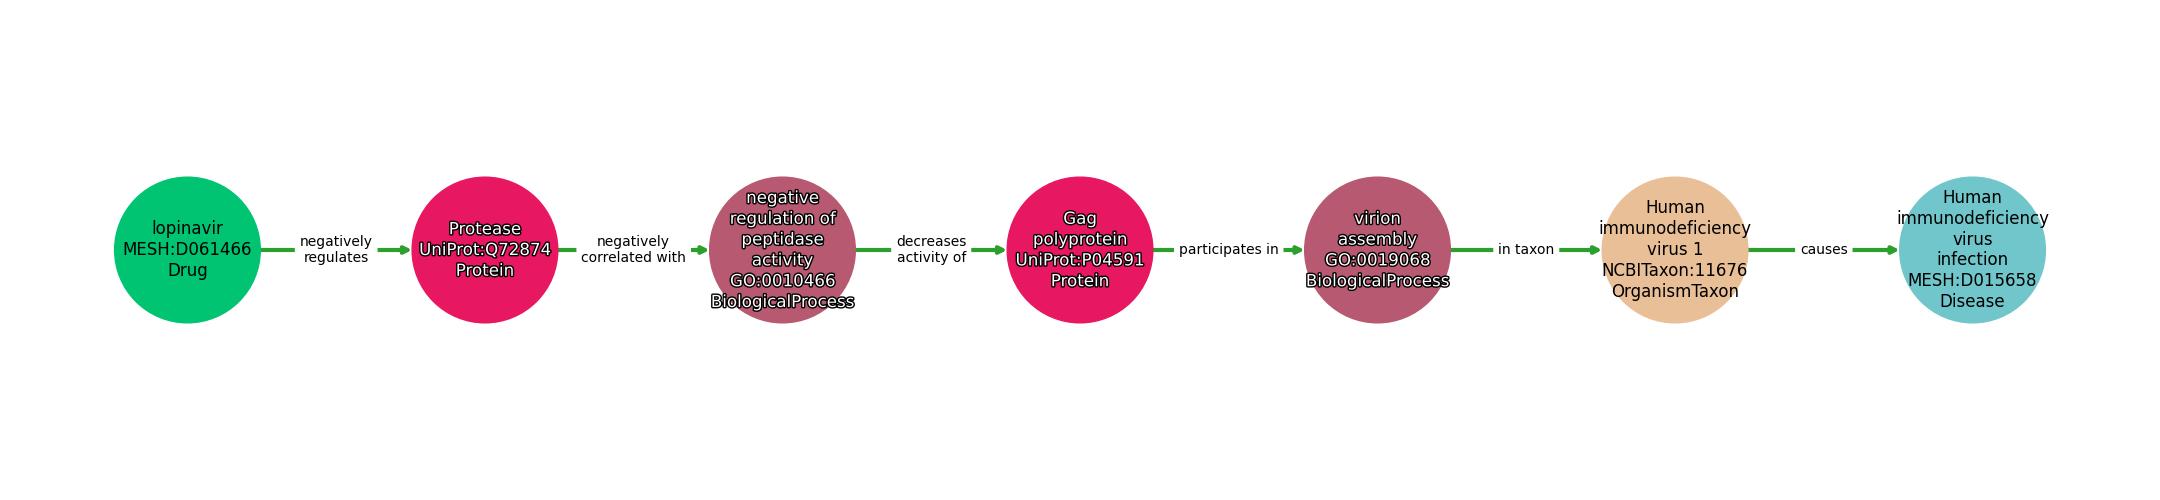 lopinavir
MESH:D061466
Drug
negatively
regulates
Protease
UniProt:Q72874
Protein
negatively
correlated with
negative
regulation of
peptidase
activity
GO:0010466
BiologicalProcess
decreases
activity of
Gag
polyprotein
UniProt:P04591
Protein
participates in
virion
assembly
GO:0019068
BiologicalProcess
in taxon
Human
immunodeficiency
virus 1
NCBITaxon:11676
OrganismTaxon
causes
Human
immunodeficiency
virus
infection
MESH:D015658
Disease